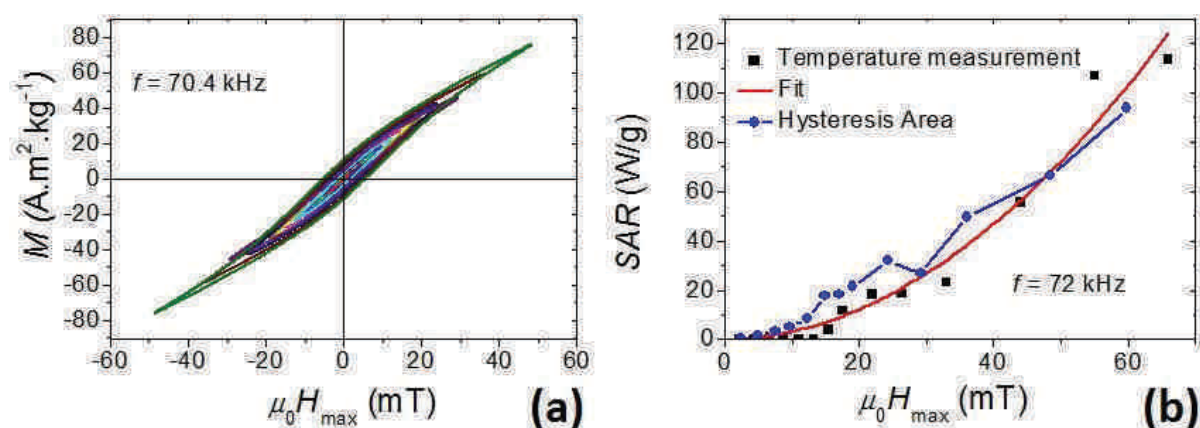 80
60
40
20
0
-20
-40
-60
-80
M (A.m².kg⁻¹)
f = 70.4 kHz
-60 -40 -20 0 20 40 60
μ₀Hmax (mT)
(a)
120
100
80
60
40
20
0
SAR (W/g)
Temperature measurement
Fit
Hysteresis Area
f = 72 kHz
0 20 40 60
μ₀Hmax (mT)
(b)